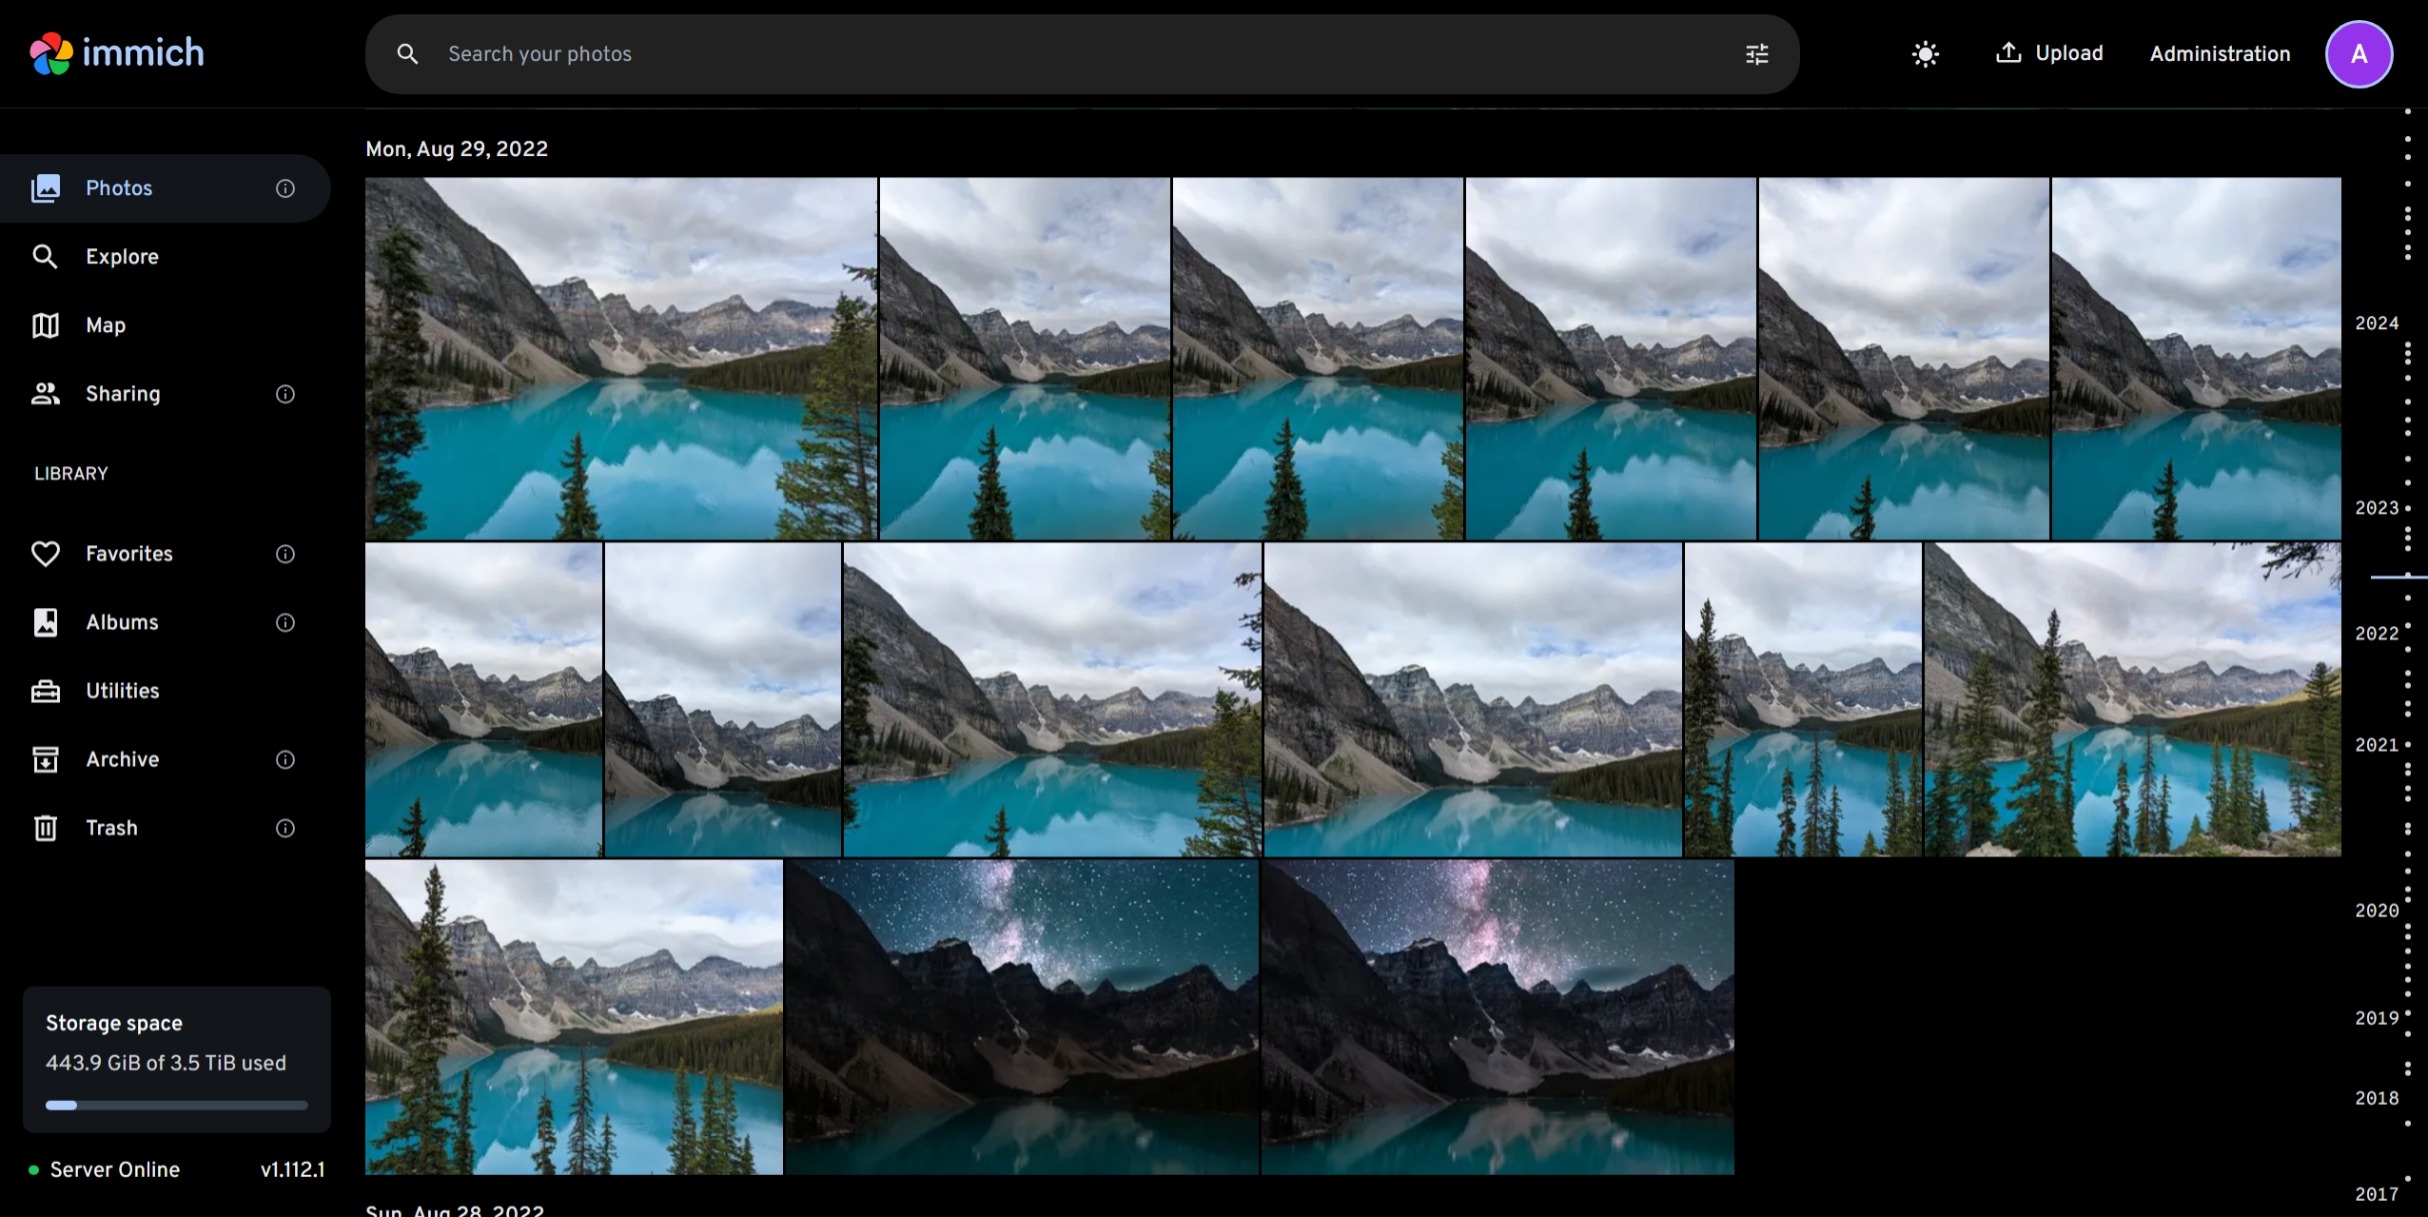 immich
Search your photos
Upload
Administration
A
Photos
Explore
Map
Sharing
LIBRARY
Favorites
Albums
Utilities
Archive
Trash
Storage space
443.9 GiB of 3.5 TiB used
Server Online
v1.112.1
Mon, Aug 29, 2022
Sun, Aug 28, 2022
2024
2023
2022
2021
2020
2019
2018
2017